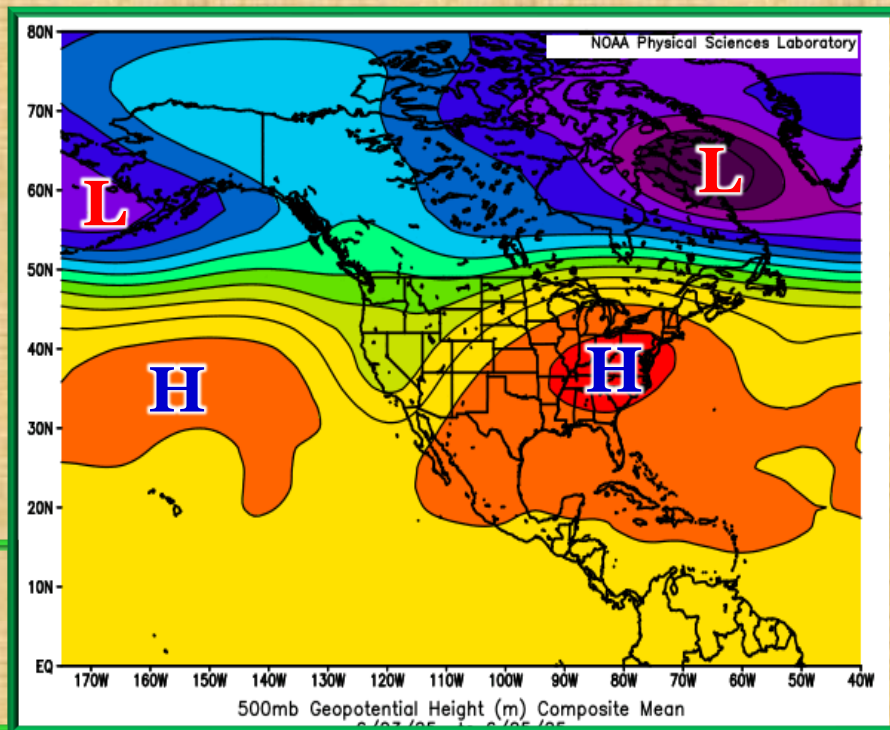 80N
NOAA Physical Sciences Laboratory
70N
L
60N
L
50N
40N
H
H
30N
20N
10N
EQ
170W 160W 150W 140W 130W 120W 110W 100W 90W 80W 70W 60W 50W 40W
500mb Geopotential Height (m) Composite Mean